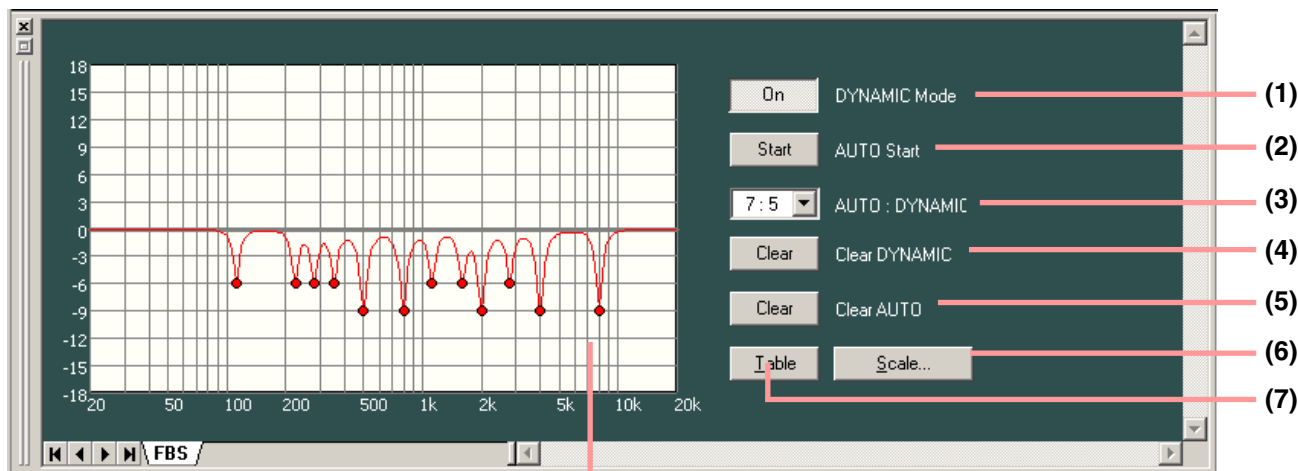 18
15
12
9
6
3
0
-3
-6
-9
-12
-15
-18
20 50 100 200 500 1k 2k 5k 10k 20k
On DYNAMIC Mode (1)
Start AUTO Start (2)
7 : 5 AUTO : DYNAMIC (3)
Clear Clear DYNAMIC (4)
Clear Clear AUTO (5)
Table Scale... (6)
(7)
FBS